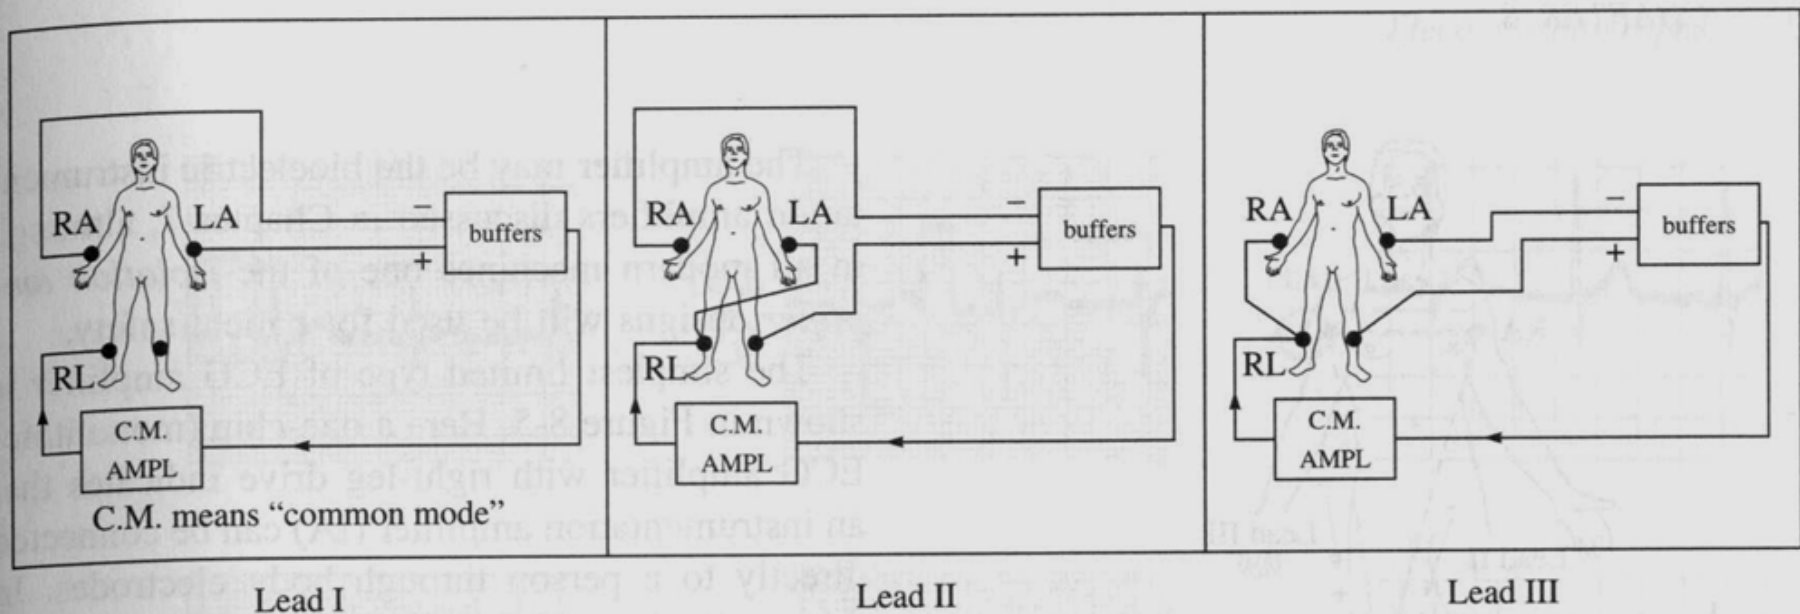 RA
LA
−
+
buffers
RL
C.M.
AMPL
C.M. means “common mode”
Lead I
RA
LA
−
+
buffers
RL
C.M.
AMPL
Lead II
RA
LA
−
+
buffers
RL
C.M.
AMPL
Lead III